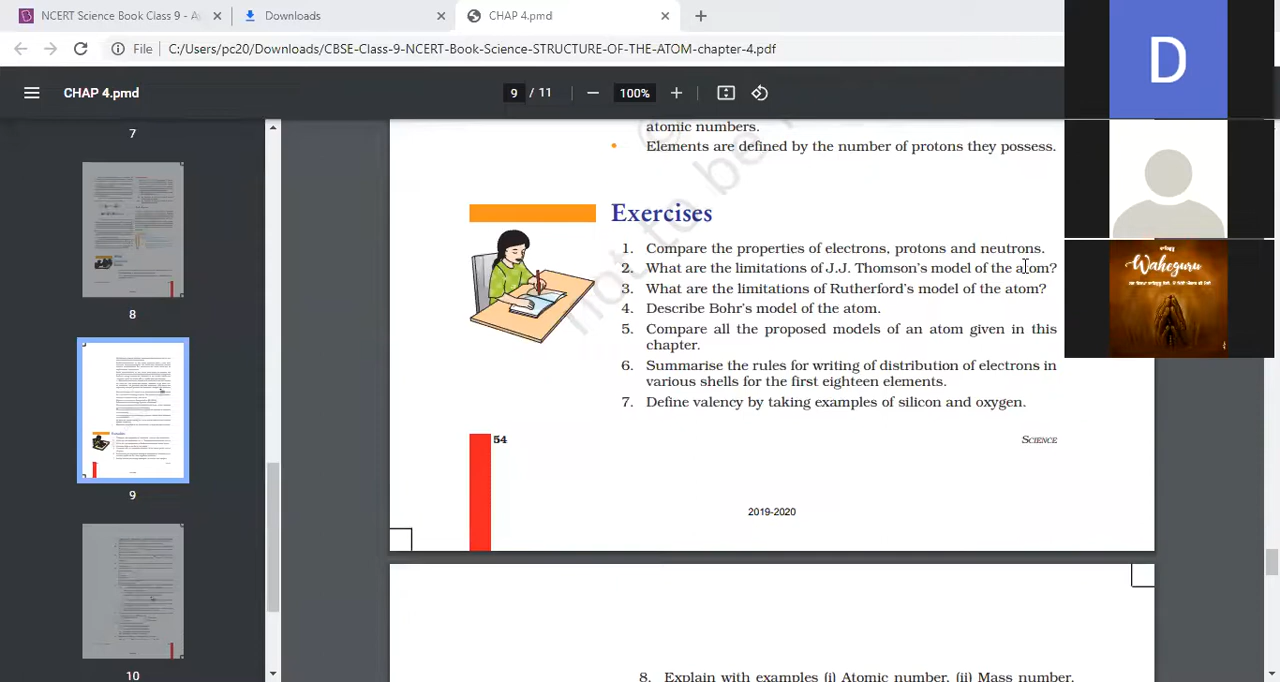 NCERT Science Book Class 9 - A
Downloads
CHAP 4.pmd
File
C:/Users/pc20/Downloads/CBSE-Class-9-NCERT-Book-Science-STRUCTURE-OF-THE-ATOM-chapter-4.pdf
CHAP 4.pmd
9 / 11
100%
D
7
8
9
10
Waheguru
not to be
atomic numbers.
• Elements are defined by the number of protons they possess.
Exercises
1. Compare the properties of electrons, protons and neutrons.
2. What are the limitations of J.J. Thomson's model of the atom?
3. What are the limitations of Rutherford's model of the atom?
4. Describe Bohr's model of the atom.
5. Compare all the proposed models of an atom given in this
chapter.
6. Summarise the rules for writing of distribution of electrons in
various shells for the first eighteen elements.
7. Define valency by taking examples of silicon and oxygen.
54
SCIENCE
2019-2020
8. Explain with examples (i) Atomic number, (ii) Mass number,